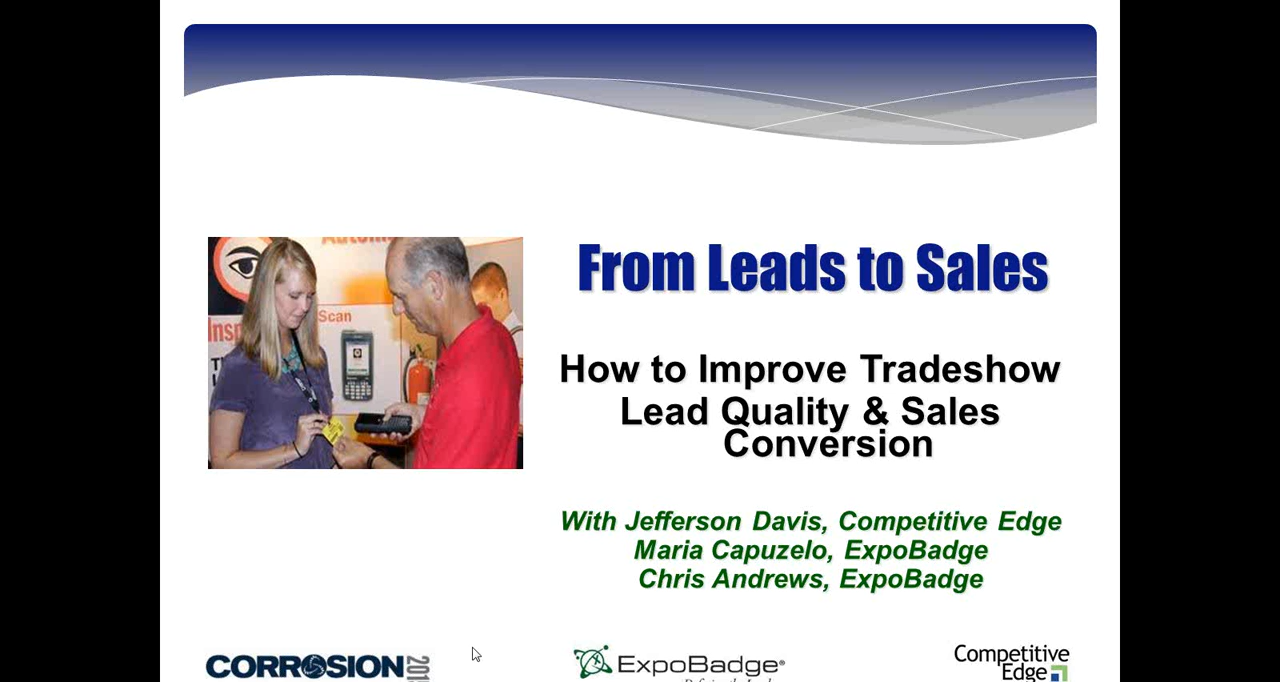 Scan
From Leads to Sales
How to Improve Tradeshow
Lead Quality & Sales
Conversion
With Jefferson Davis, Competitive Edge
Maria Capuzelo, ExpoBadge
Chris Andrews, ExpoBadge
CORROSION
ExpoBadge®
Competitive
Edge